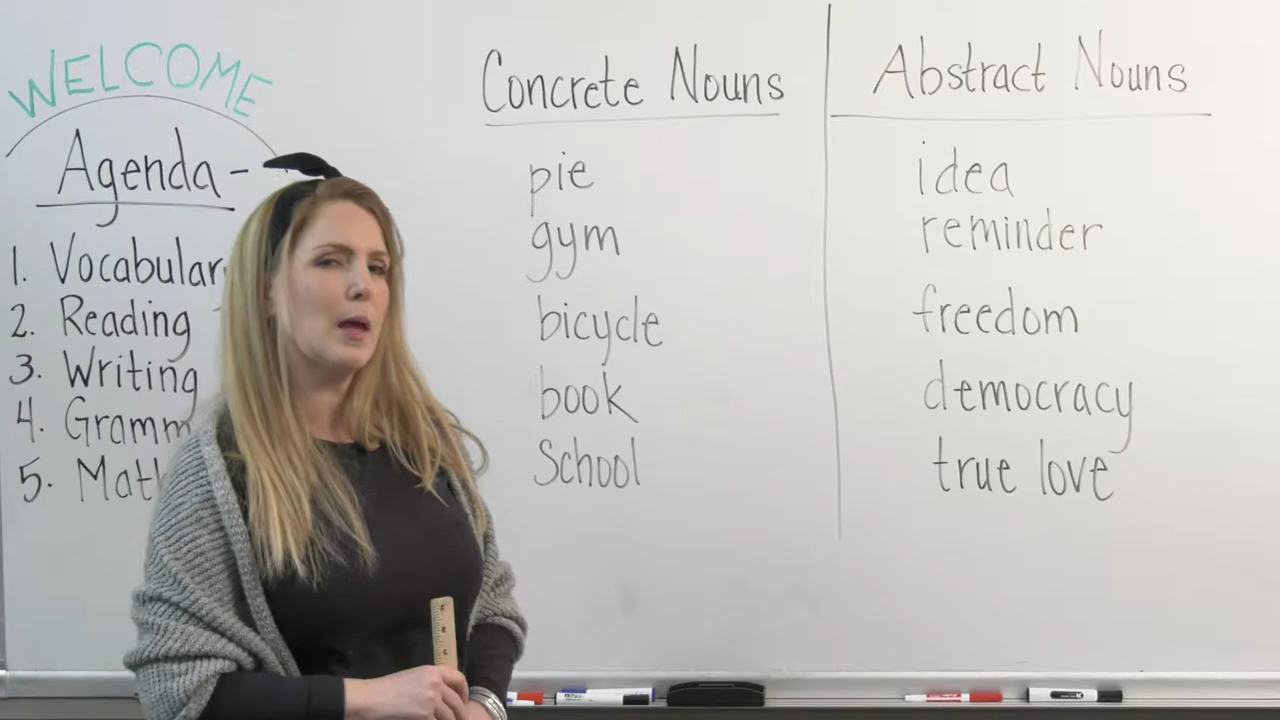 WELCOME
Agenda -
1. Vocabular
2. Reading
3. Writing
4. Gramm
5. Mat
Concrete Nouns
pie
gym
bicycle
book
School
Abstract Nouns
idea
reminder
freedom
democracy
true love